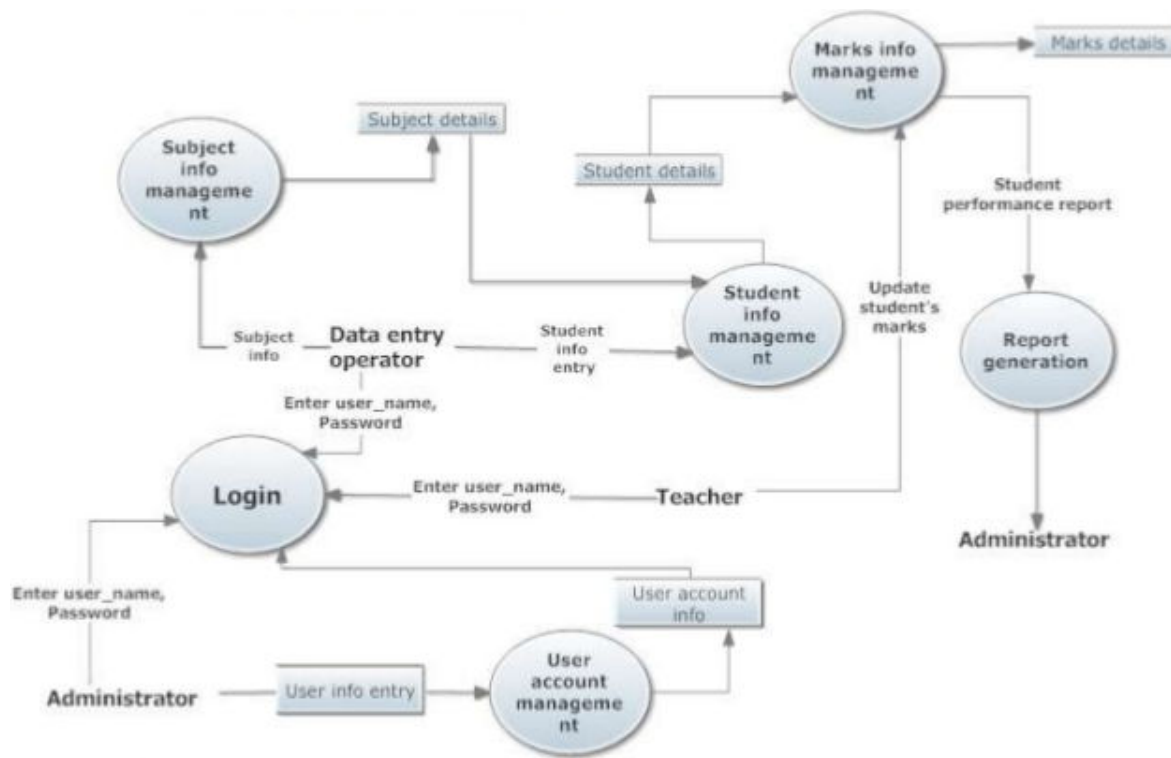 Marks info
manageme
nt
Marks details
Subject details
Subject
info
manageme
nt
Student details
Student
performance report
Student
info
manageme
nt
Update
student's
marks
Report
generation
Subject
info
Data entry
operator
Student
info
entry
Enter user_name,
Password
Login
Enter user_name,
Password
Teacher
Administrator
Enter user_name,
Password
User account
info
Administrator
User info entry
User
account
manageme
nt